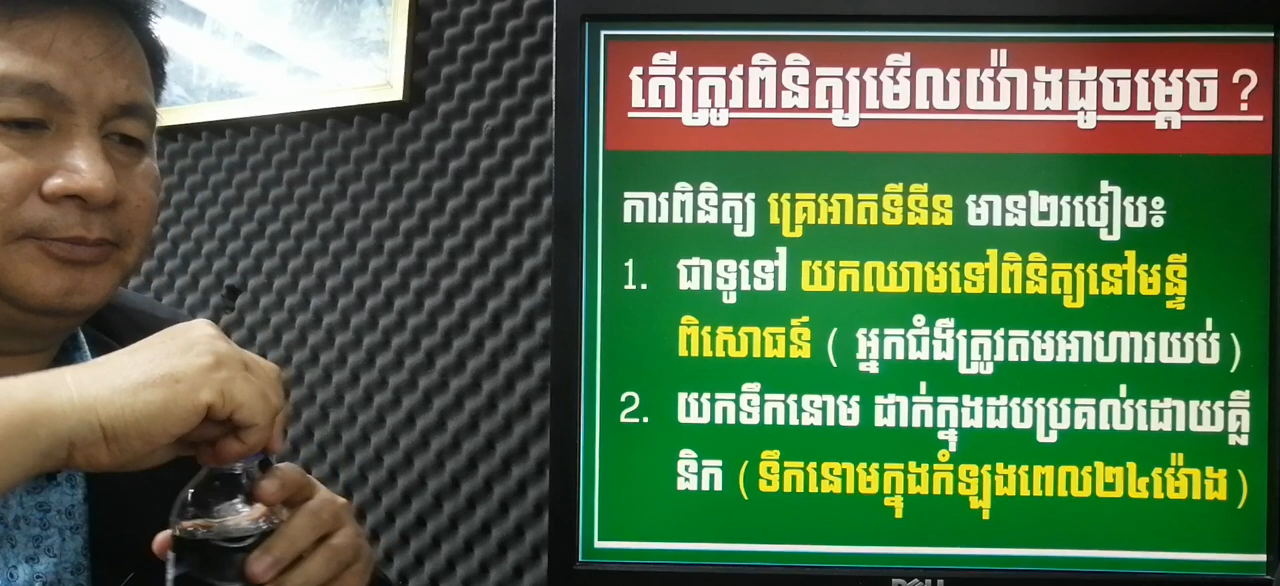 តើត្រូវពិនិត្យមើលយ៉ាងដូចម្តេច ?
ការពិនិត្យ គ្រេអាតទីនីន មាន២របៀប៖
1. ជាទូទៅ យកឈាមទៅពិនិត្យនៅមន្ទី
ពិសោធន៍ ( អ្នកជំងឺត្រូវតមអាហារយប់ )
2. យកទឹកនោម ដាក់ក្នុងដបប្រគល់ដោយគ្លី
និក ( ទឹកនោមក្នុងកំឡុងពេល២៤ម៉ោង )
DELL